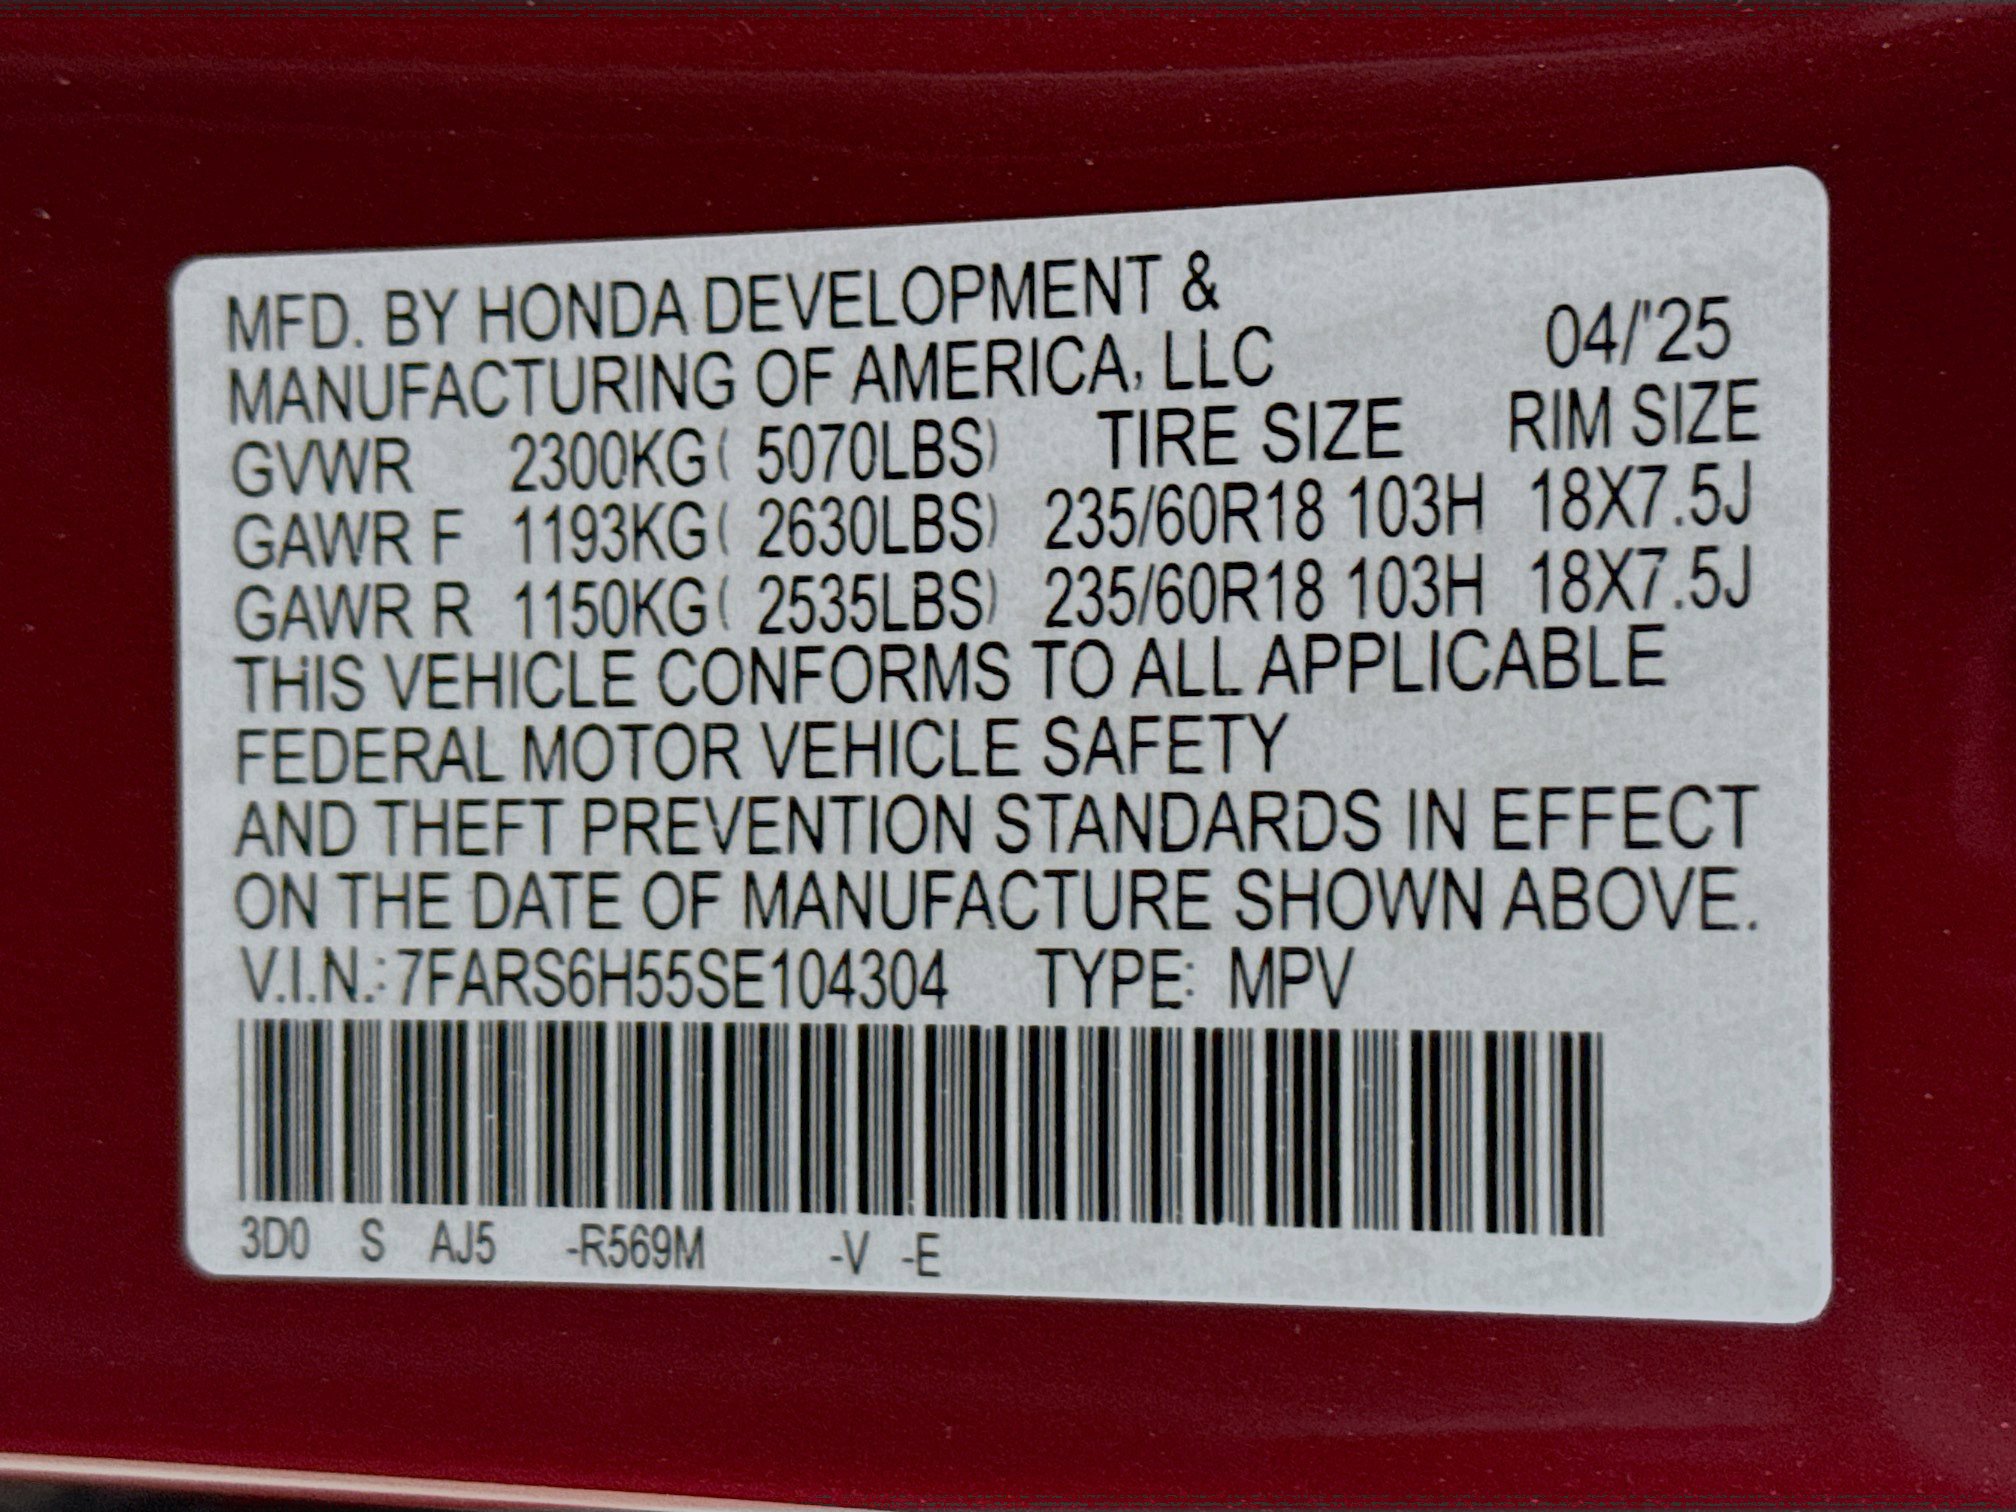 MFD. BY HONDA DEVELOPMENT &
MANUFACTURING OF AMERICA, LLC 04/'25
GVWR 2300KG( 5070LBS) TIRE SIZE RIM SIZE
GAWR F 1193KG( 2630LBS) 235/60R18 103H 18X7.5J
GAWR R 1150KG( 2535LBS) 235/60R18 103H 18X7.5J
THIS VEHICLE CONFORMS TO ALL APPLICABLE
FEDERAL MOTOR VEHICLE SAFETY
AND THEFT PREVENTION STANDARDS IN EFFECT
ON THE DATE OF MANUFACTURE SHOWN ABOVE.
V.I.N.: 7FARS6H55SE104304 TYPE: MPV
3D0 S AJ5 -R569M -V -E